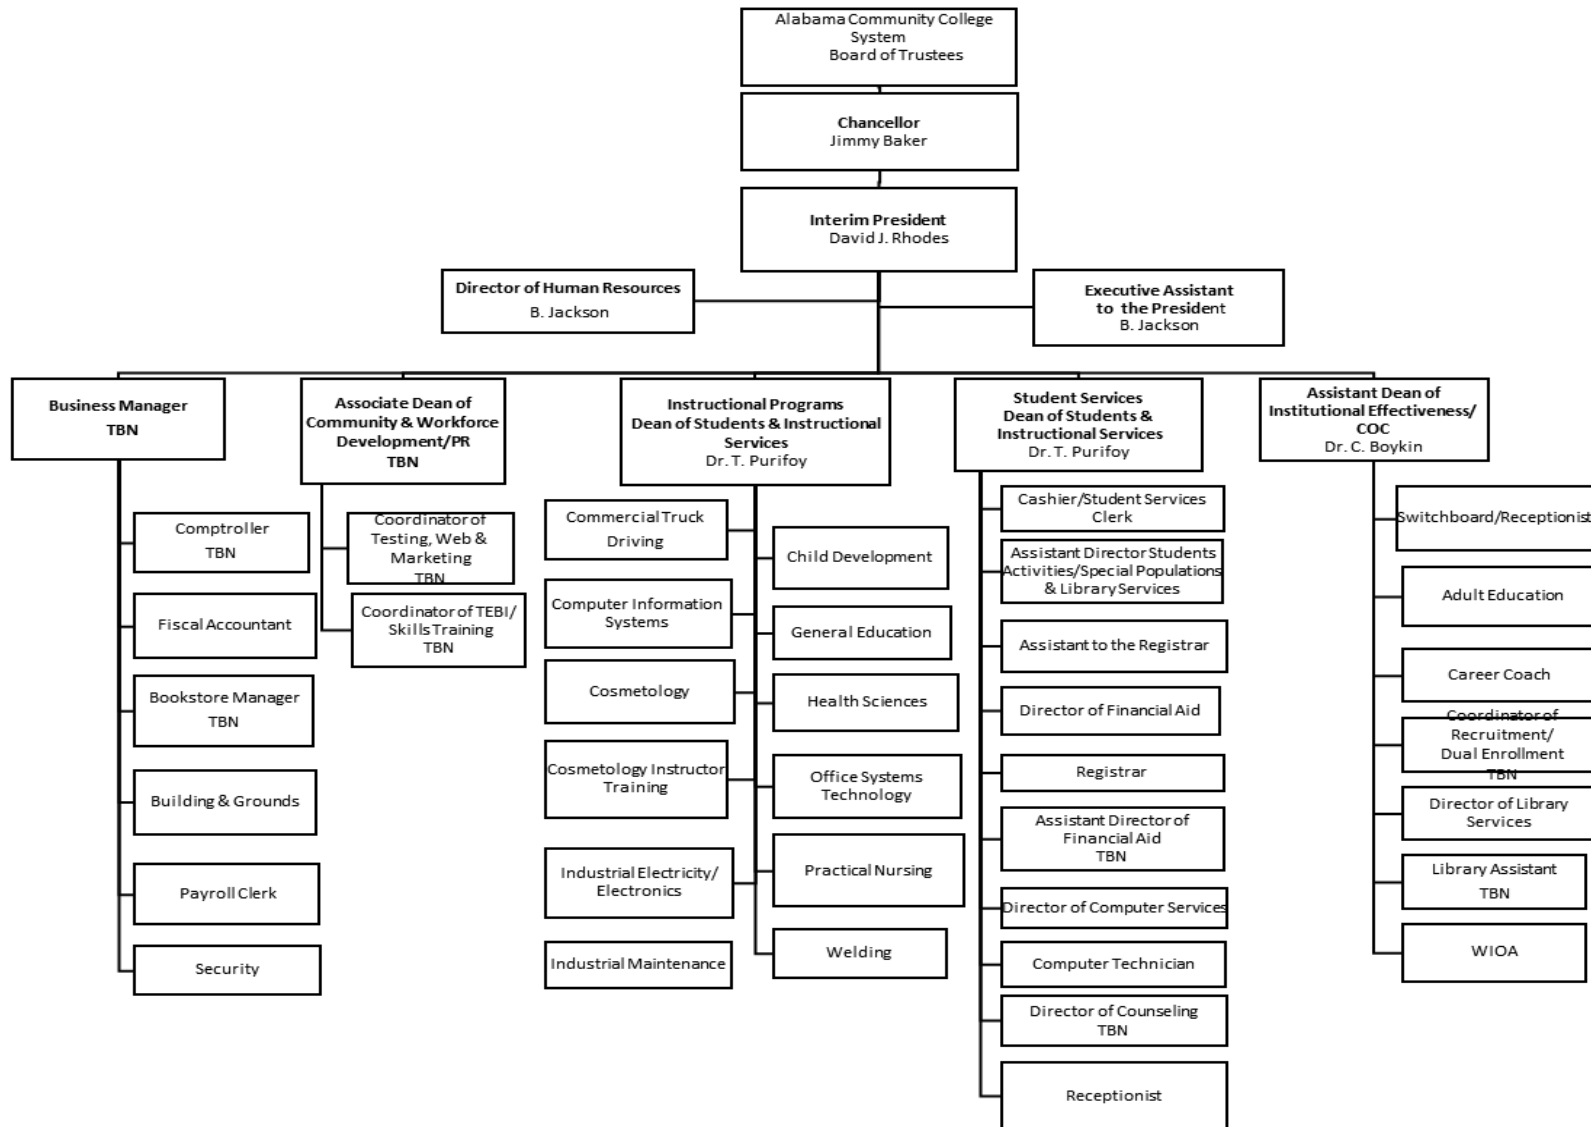 Alabama Community College
System
Board of Trustees
Chancellor
Jimmy Baker
Interim President
David J. Rhodes
Director of Human Resources
B. Jackson
Executive Assistant
to the President
B. Jackson
Business Manager
TBN
Associate Dean of
Community & Workforce
Development/PR
TBN
Instructional Programs
Dean of Students & Instructional
Services
Dr. T. Purifoy
Student Services
Dean of Students &
Instructional Services
Dr. T. Purifoy
Assistant Dean of
Institutional Effectiveness/
COC
Dr. C. Boykin
Comptroller
TBN
Fiscal Accountant
Bookstore Manager
TBN
Building & Grounds
Payroll Clerk
Security
Coordinator of
Testing, Web &
Marketing
TBN
Coordinator of TEBI/
Skills Training
TBN
Commercial Truck
Driving
Computer Information
Systems
Cosmetology
Cosmetology Instructor
Training
Industrial Electricity/
Electronics
Industrial Maintenance
Child Development
General Education
Health Sciences
Office Systems
Technology
Practical Nursing
Welding
Cashier/Student Services
Clerk
Assistant Director Students
Activities/Special Populations
& Library Services
Assistant to the Registrar
Director of Financial Aid
Registrar
Assistant Director of
Financial Aid
TBN
Director of Computer Services
Computer Technician
Director of Counseling
TBN
Receptionist
Switchboard/Receptionist
Adult Education
Career Coach
Coordinator of
Recruitment/
Dual Enrollment
TBN
Director of Library
Services
Library Assistant
TBN
WIOA